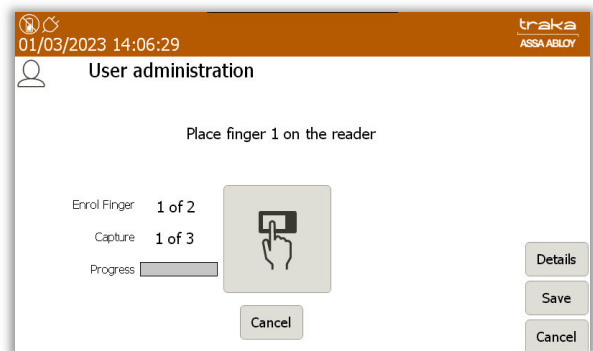 traka
01/03/2023 14:06:29
ASSA ABLOY
User administration
Place finger 1 on the reader
Enrol Finger 1 of 2
Capture 1 of 3
Progress
Details
Save
Cancel
Cancel